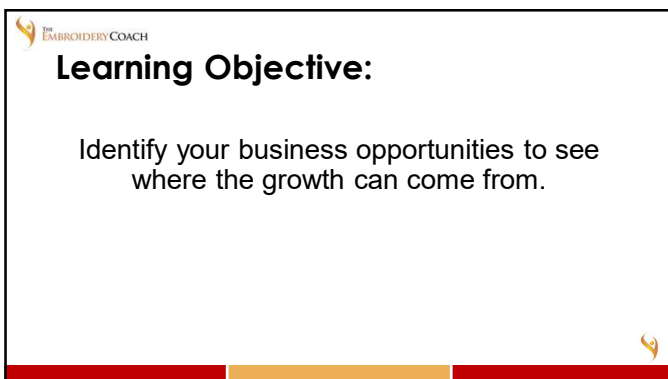 THE
EMBROIDERY COACH
Learning Objective:
Identify your business opportunities to see
where the growth can come from.